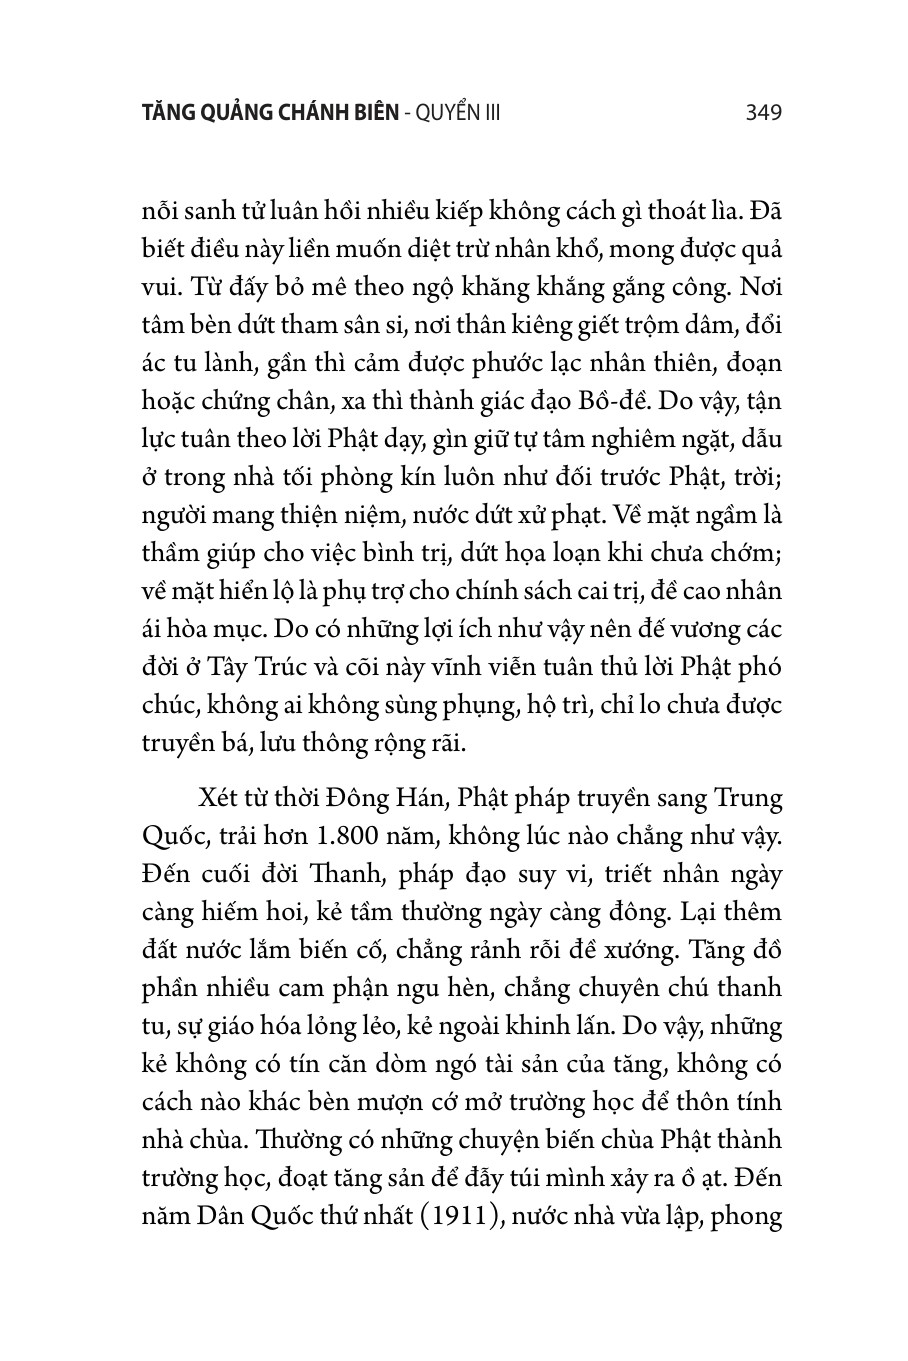 TĂNG QUẢNG CHÁNH BIÊN - QUYỂN III 349
nỗi sanh tử luân hồi nhiều kiếp không cách gì thoát lìa. Đã
biết điều này liền muốn diệt trừ nhân khổ, mong được quả
vui. Từ đấy bỏ mê theo ngộ khăng khắng gắng công. Nơi
tâm bèn dứt tham sân si, nơi thân kiêng giết trộm dâm, đổi
ác tu lành, gần thì cảm được phước lạc nhân thiên, đoạn
hoặc chứng chân, xa thì thành giác đạo Bồ-đề. Do vậy, tận
lực tuân theo lời Phật dạy, gìn giữ tự tâm nghiêm ngặt, dẫu
ở trong nhà tối phòng kín luôn như đối trước Phật, trời;
người mang thiện niệm, nước dứt xử phạt. Về mặt ngầm là
thầm giúp cho việc bình trị, dứt họa loạn khi chưa chớm;
về mặt hiển lộ là phụ trợ cho chính sách cai trị, đề cao nhân
ái hòa mục. Do có những lợi ích như vậy nên đế vương các
đời ở Tây Trúc và cõi này vĩnh viễn tuân thủ lời Phật phó
chúc, không ai không sùng phụng, hộ trì, chỉ lo chưa được
truyền bá, lưu thông rộng rãi.
Xét từ thời Đông Hán, Phật pháp truyền sang Trung
Quốc, trải hơn 1.800 năm, không lúc nào chẳng như vậy.
Đến cuối đời Thanh, pháp đạo suy vi, triết nhân ngày
càng hiếm hoi, kẻ tầm thường ngày càng đông. Lại thêm
đất nước lắm biến cố, chẳng rảnh rỗi đề xướng. Tăng đồ
phần nhiều cam phận ngu hèn, chẳng chuyên chú thanh
tu, sự giáo hóa lỏng lẻo, kẻ ngoài khinh lấn. Do vậy, những
kẻ không có tín căn dòm ngó tài sản của tăng, không có
cách nào khác bèn mượn cớ mở trường học để thôn tính
nhà chùa. Thường có những chuyện biến chùa Phật thành
trường học, đoạt tăng sản để đẫy túi mình xảy ra ồ ạt. Đến
năm Dân Quốc thứ nhất (1911), nước nhà vừa lập, phong